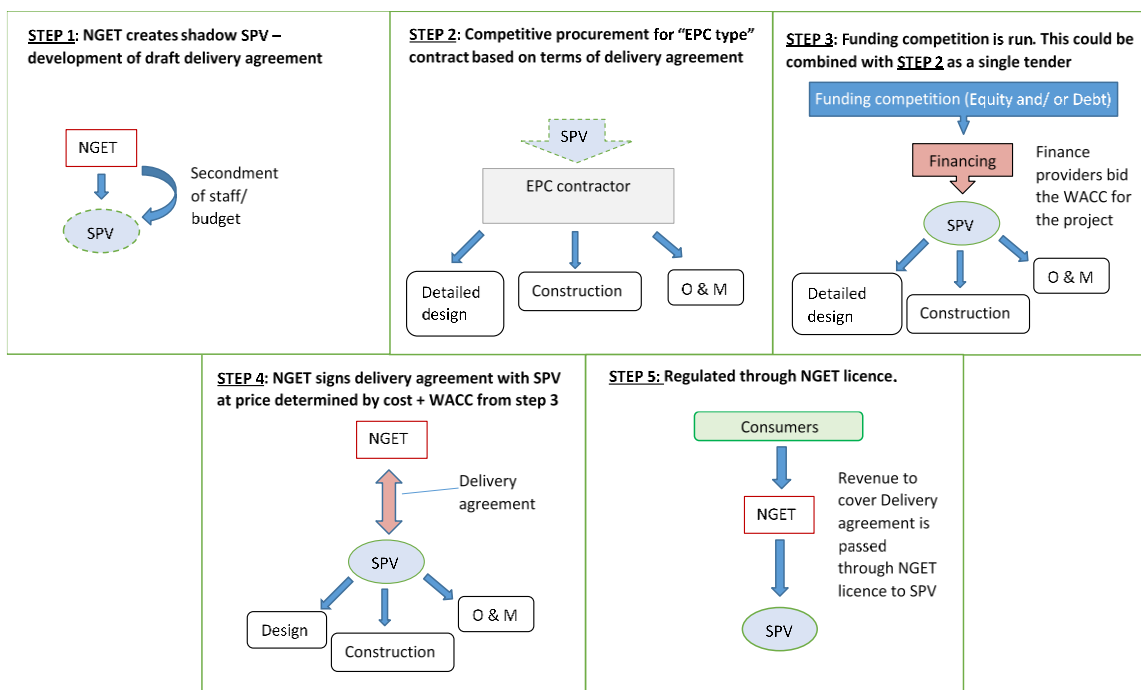 STEP 1: NGET creates shadow SPV –
development of draft delivery agreement
NGET
Secondment
of staff/
budget
SPV
STEP 2: Competitive procurement for “EPC type”
contract based on terms of delivery agreement
SPV
EPC contractor
Detailed
design
Construction
O & M
STEP 3: Funding competition is run. This could be
combined with STEP 2 as a single tender
Funding competition (Equity and/ or Debt)
Financing
Finance
providers bid
the WACC for
the project
SPV
Detailed
design
Construction
O & M
STEP 4: NGET signs delivery agreement with SPV
at price determined by cost + WACC from step 3
NGET
Delivery
agreement
SPV
Design
Construction
O & M
STEP 5: Regulated through NGET licence.
Consumers
NGET
Revenue to
cover Delivery
agreement is
passed
through NGET
licence to SPV
SPV